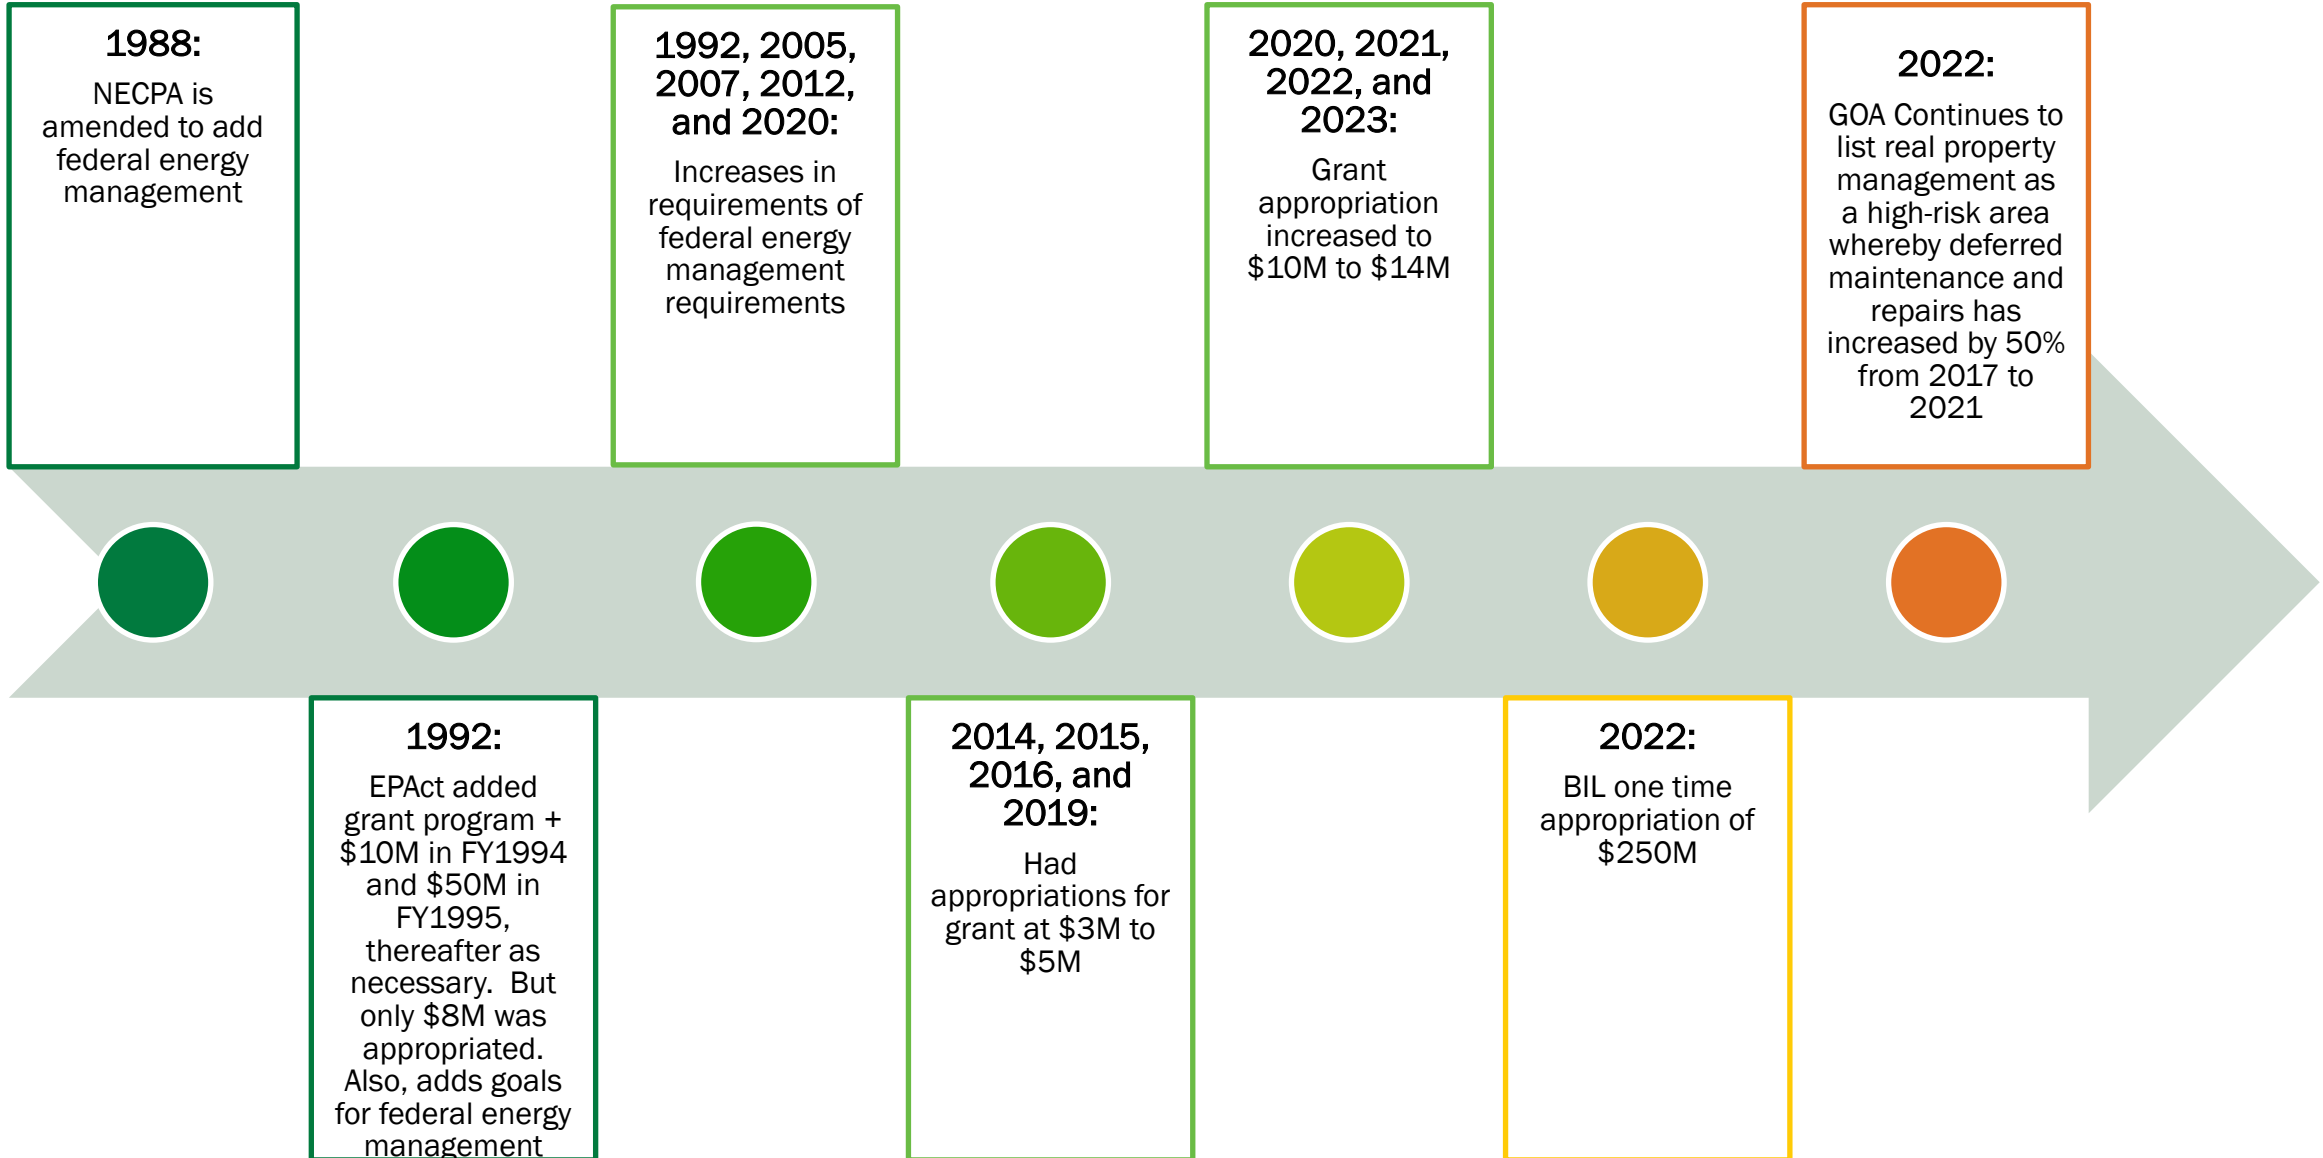 1988:
NECPA is
amended to add
federal energy
management
1992:
EPAct added
grant program +
$10M in FY1994
and $50M in
FY1995,
thereafter as
necessary.  But
only $8M was
appropriated.
Also, adds goals
for federal energy
management
1992, 2005,
2007, 2012,
and 2020:
Increases in
requirements of
federal energy
management
requirements
2014, 2015,
2016, and
2019:
Had
appropriations for
grant at $3M to
$5M
2020, 2021,
2022, and
2023:
Grant
appropriation
increased to
$10M to $14M
2022:
BIL one time
appropriation of
$250M
2022:
GOA Continues to
list real property
management as
a high-risk area
whereby deferred
maintenance and
repairs has
increased by 50%
from 2017 to
2021